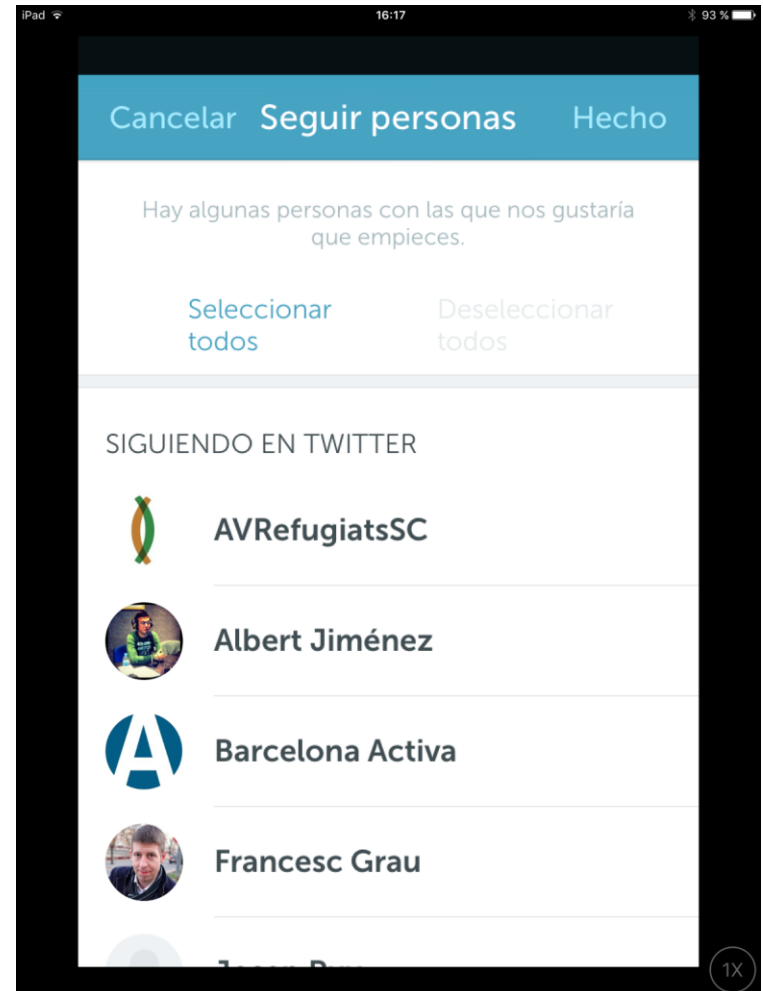 iPad 16:17 93 %
Cancelar Seguir personas Hecho
Hay algunas personas con las que nos gustaría
que empieces.
Seleccionar
todos
Deseleccionar
todos
SIGUIENDO EN TWITTER
AVRefugiatsSC
Albert Jiménez
A
Barcelona Activa
Francesc Grau
1X